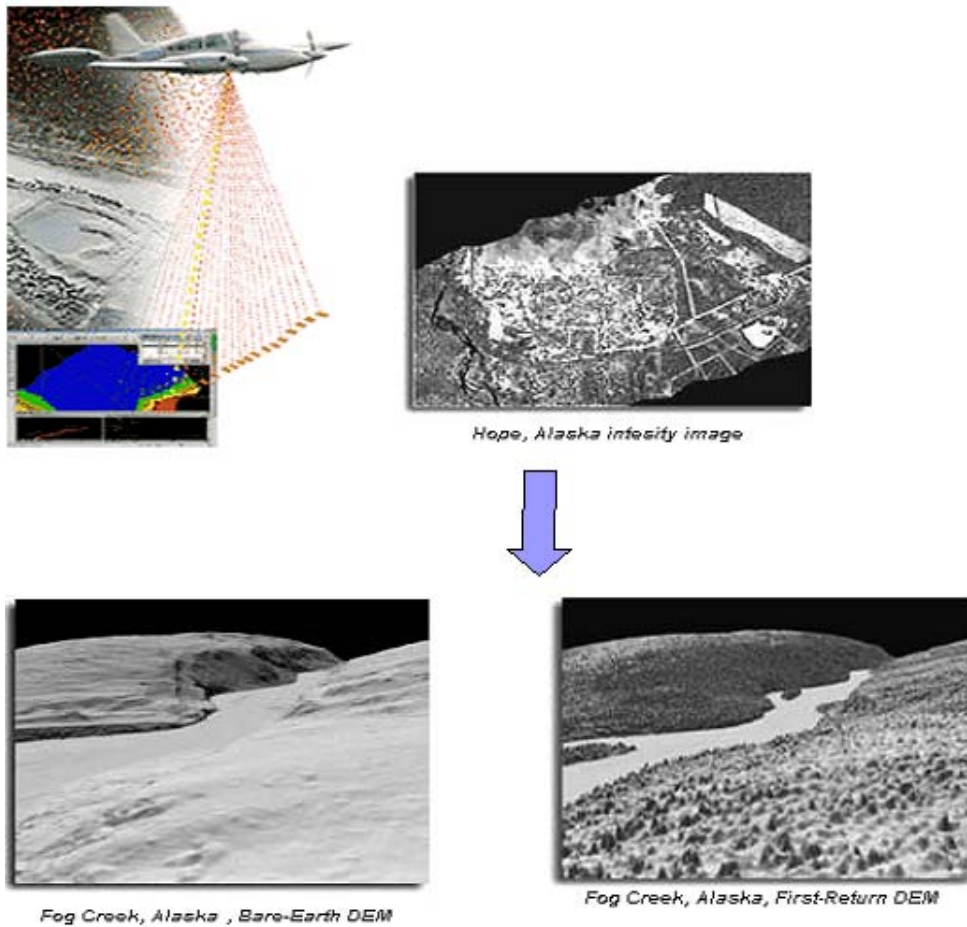 Hope, Alaska intesity image
Fog Creek, Alaska , Bare-Earth DEM
Fog Creek, Alaska, First-Return DEM